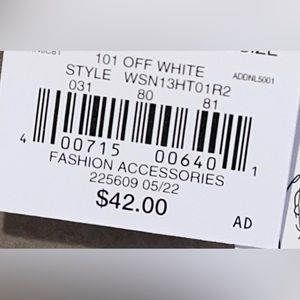 101 OFF WHITE
STYLE WSN13HT01R2
ADDNL5001
031 80 81
4 00715 00640 1
FASHION ACCESSORIES
225609 05/22
$42.00
AD